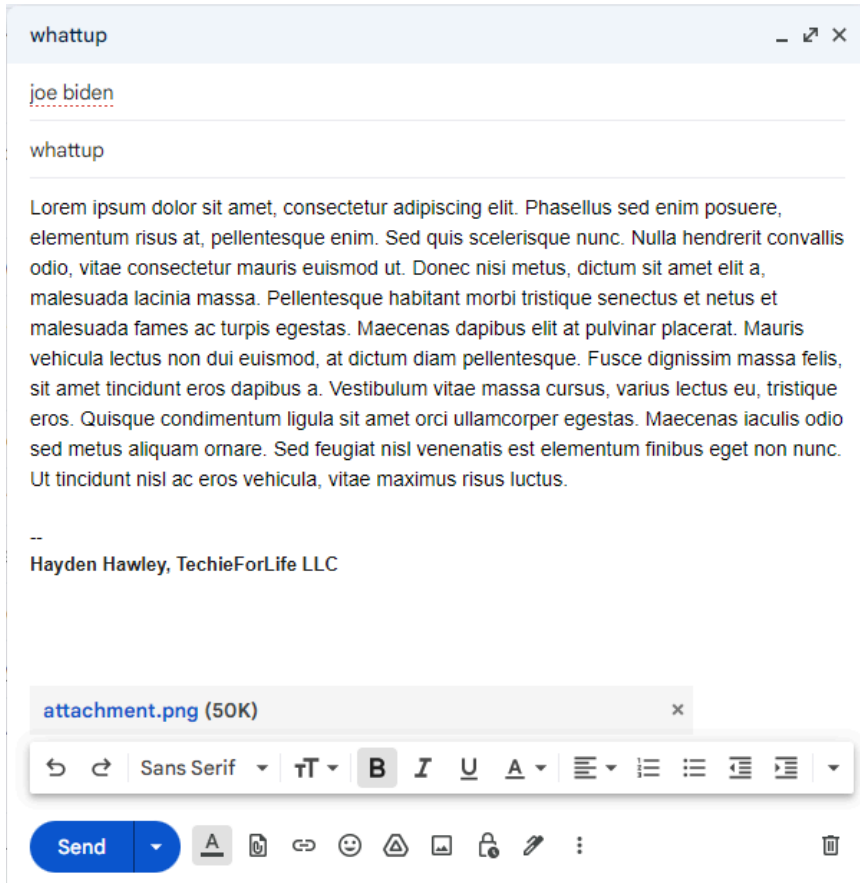 whattup
joe biden
whattup
Lorem ipsum dolor sit amet, consectetur adipiscing elit. Phasellus sed enim posuere,
elementum risus at, pellentesque enim. Sed quis scelerisque nunc. Nulla hendrerit convallis
odio, vitae consectetur mauris euismod ut. Donec nisi metus, dictum sit amet elit a,
malesuada lacinia massa. Pellentesque habitant morbi tristique senectus et netus et
malesuada fames ac turpis egestas. Maecenas dapibus elit at pulvinar placerat. Mauris
vehicula lectus non dui euismod, at dictum diam pellentesque. Fusce dignissim massa felis,
sit amet tincidunt eros dapibus a. Vestibulum vitae massa cursus, varius lectus eu, tristique
eros. Quisque condimentum ligula sit amet orci ullamcorper egestas. Maecenas iaculis odio
sed metus aliquam ornare. Sed feugiat nisl venenatis est elementum finibus eget non nunc.
Ut tincidunt nisl ac eros vehicula, vitae maximus risus luctus.
--
Hayden Hawley, TechieForLife LLC
attachment.png (50K)
Sans Serif TT B I U A
Send A